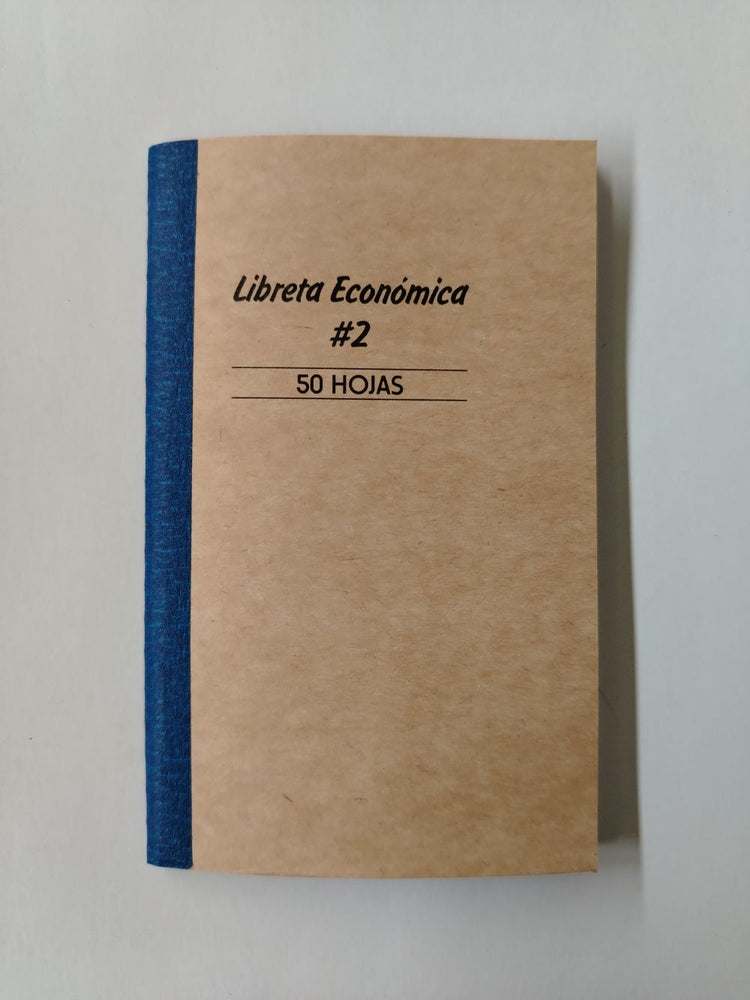 Libreta Económica
#2
50 HOJAS